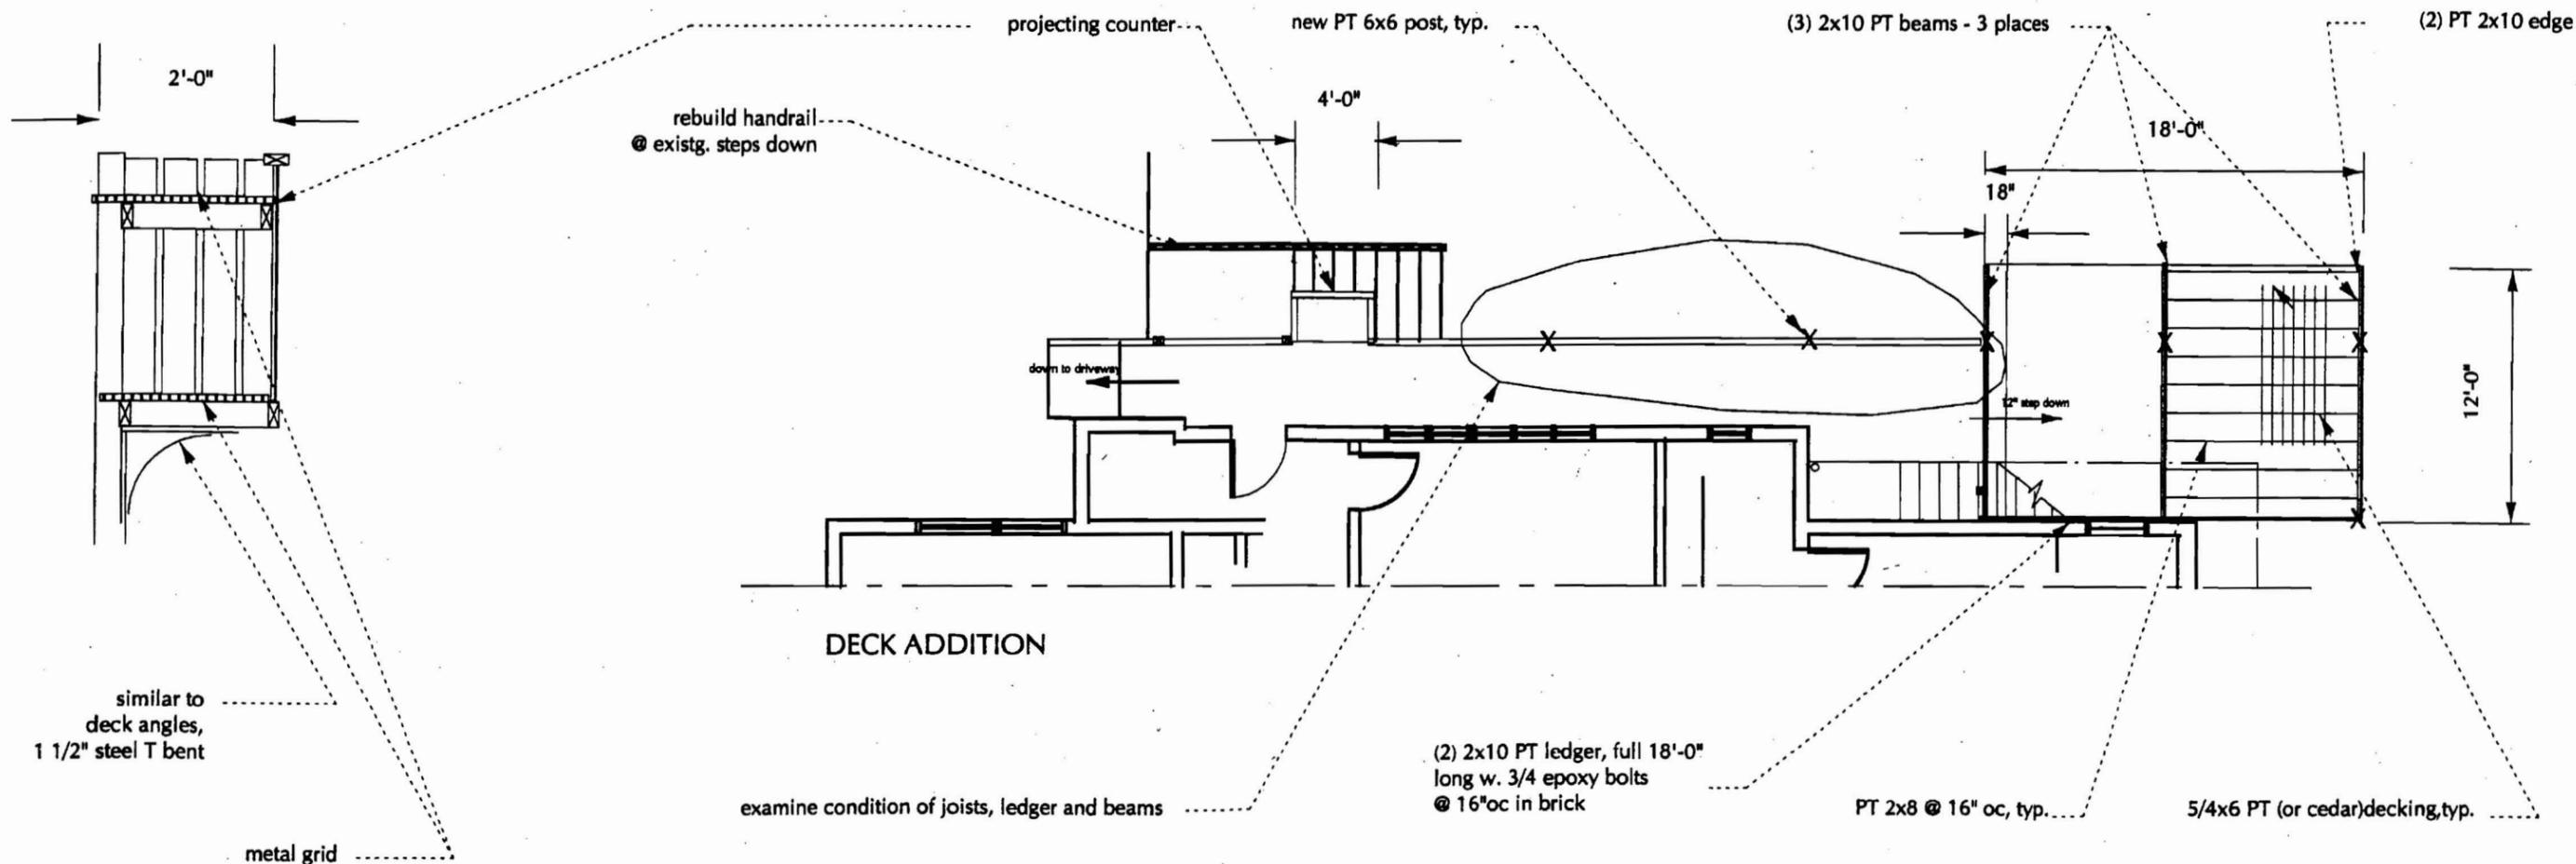 projecting counter
new PT 6x6 post, typ.
(3) 2x10 PT beams - 3 places
(2) PT 2x10 edge
2'-0"
4'-0"
rebuild handrail
@ existg. steps down
18'-0"
18"
down to driveway
12" step down
12'-0"
DECK ADDITION
similar to
deck angles,
1 1/2" steel T bent
(2) 2x10 PT ledger, full 18'-0"
long w. 3/4 epoxy bolts
@ 16"oc in brick
examine condition of joists, ledger and beams
PT 2x8 @ 16" oc, typ.
5/4x6 PT (or cedar)decking,typ.
metal grid